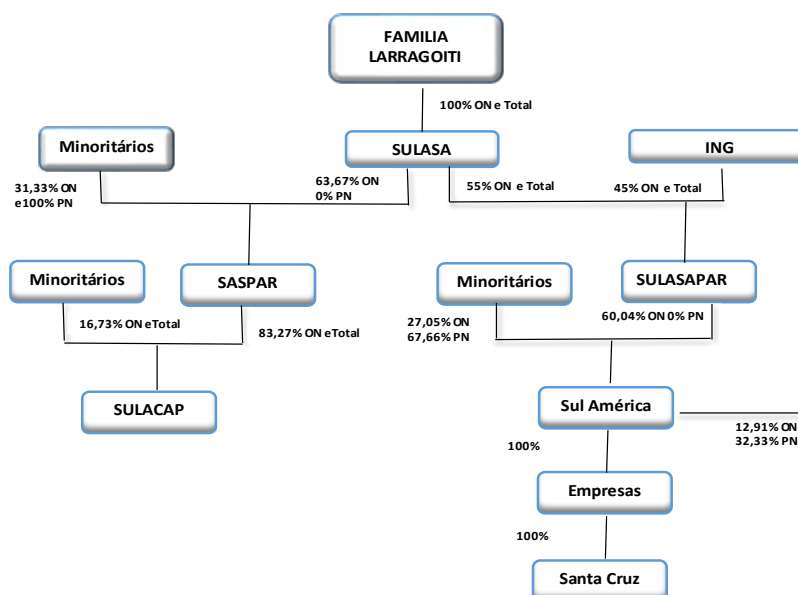 FAMILIA
LARRAGOITI
100% ON e Total
Minoritários
SULASA
ING
31,33% ON
e100% PN
63,67% ON
0% PN
55% ON e Total
45% ON e Total
Minoritários
SASPAR
Minoritários
SULASAPAR
16,73% ON eTotal
83,27% ON eTotal
27,05% ON
67,66% PN
60,04% ON 0% PN
SULACAP
Sul América
12,91% ON
32,33% PN
100%
Empresas
100%
Santa Cruz